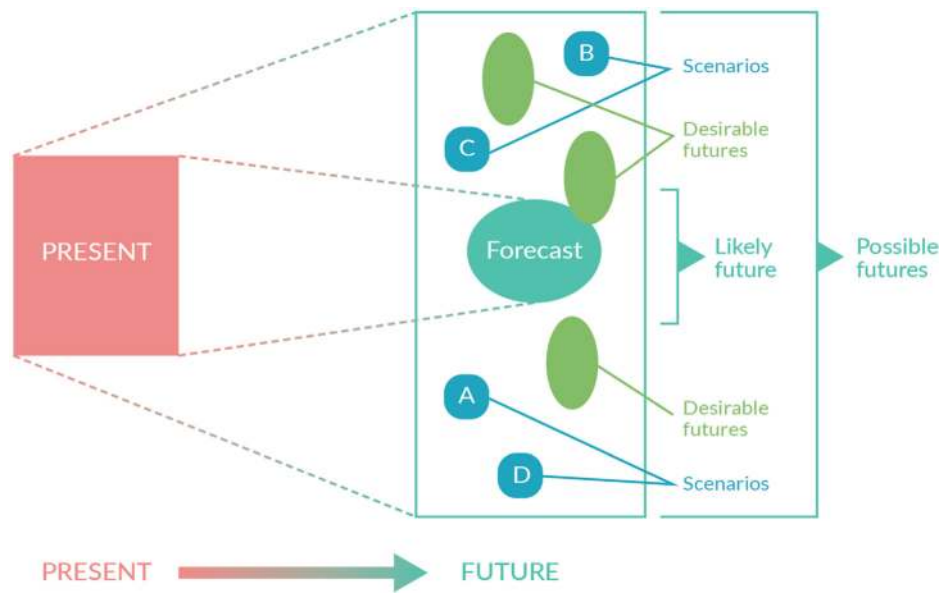 B
Scenarios
Desirable
futures
C
PRESENT
Forecast
Likely
future
Possible
futures
A
Desirable
futures
D
Scenarios
PRESENT
FUTURE